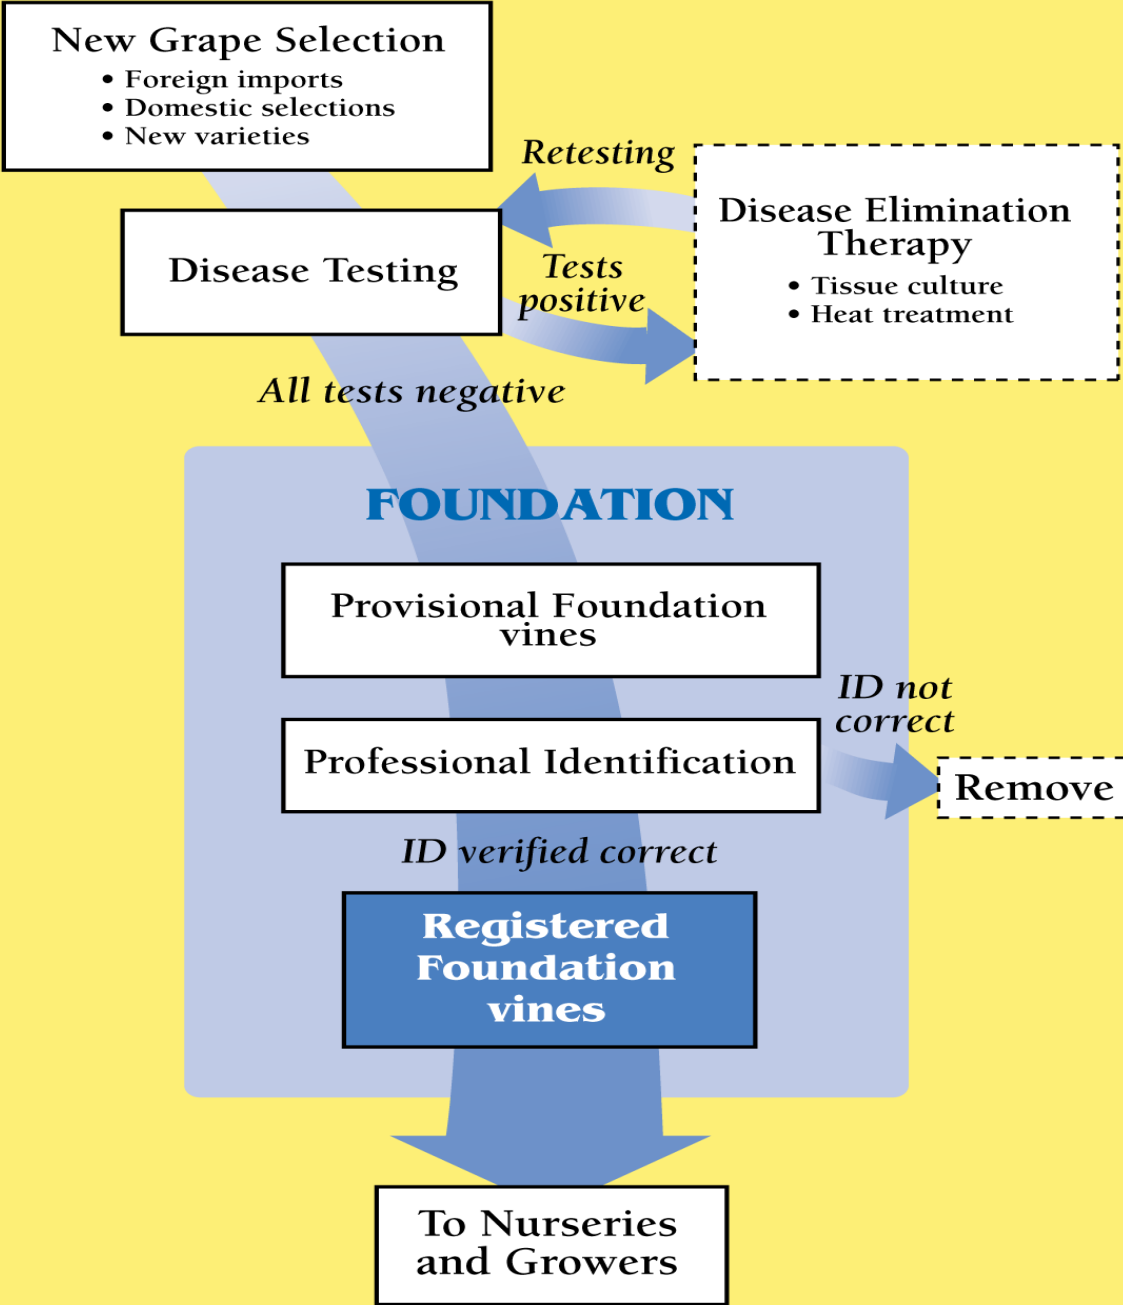 New Grape Selection
• Foreign imports
• Domestic selections
• New varieties
Retesting
Disease Elimination
Therapy
• Tissue culture
• Heat treatment
Disease Testing
Tests
positive
All tests negative
FOUNDATION
Provisional Foundation
vines
ID not
correct
Professional Identification
Remove
ID verified correct
Registered
Foundation
vines
To Nurseries
and Growers